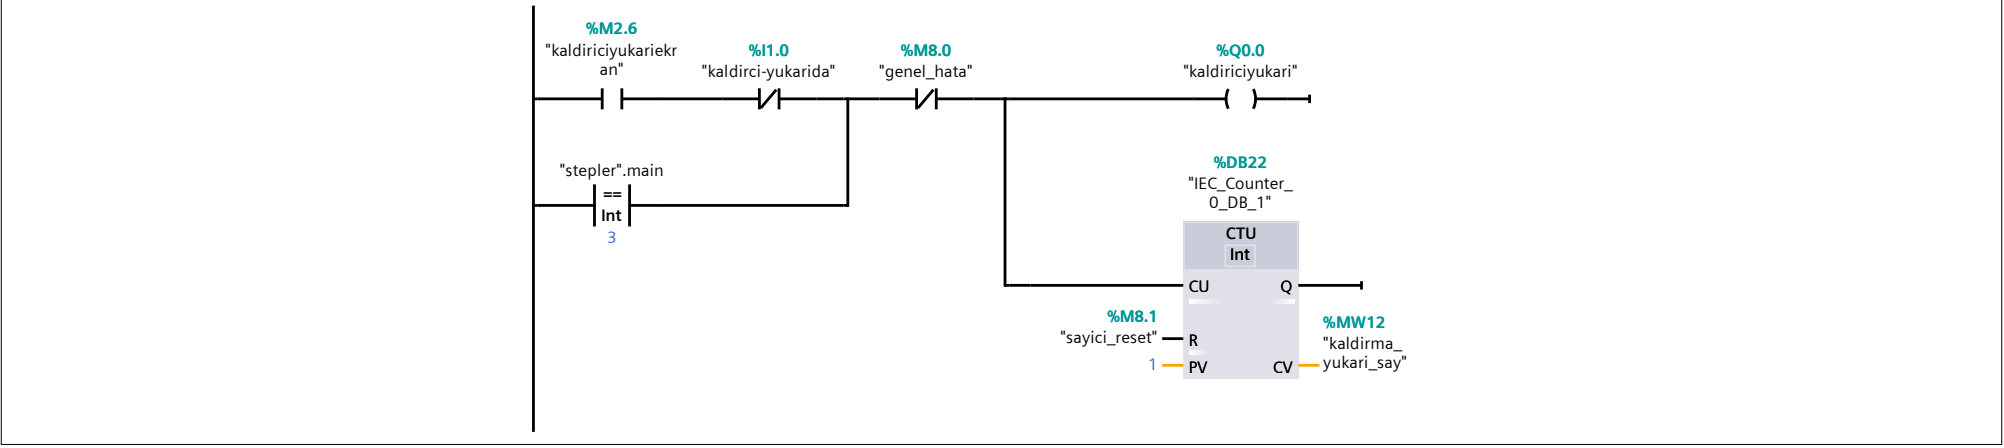 %M2.6
"kaldiriciyukariekr
an"
%I1.0
"kaldirci-yukarida"
%M8.0
"genel_hata"
%Q0.0
"kaldiriciyukari"
"stepler".main
==
Int
3
%DB22
"IEC_Counter_
0_DB_1"
CTU
Int
CU
Q
%M8.1
"sayici_reset"
R
1
PV
CV
%MW12
"kaldirma_
yukari_say"